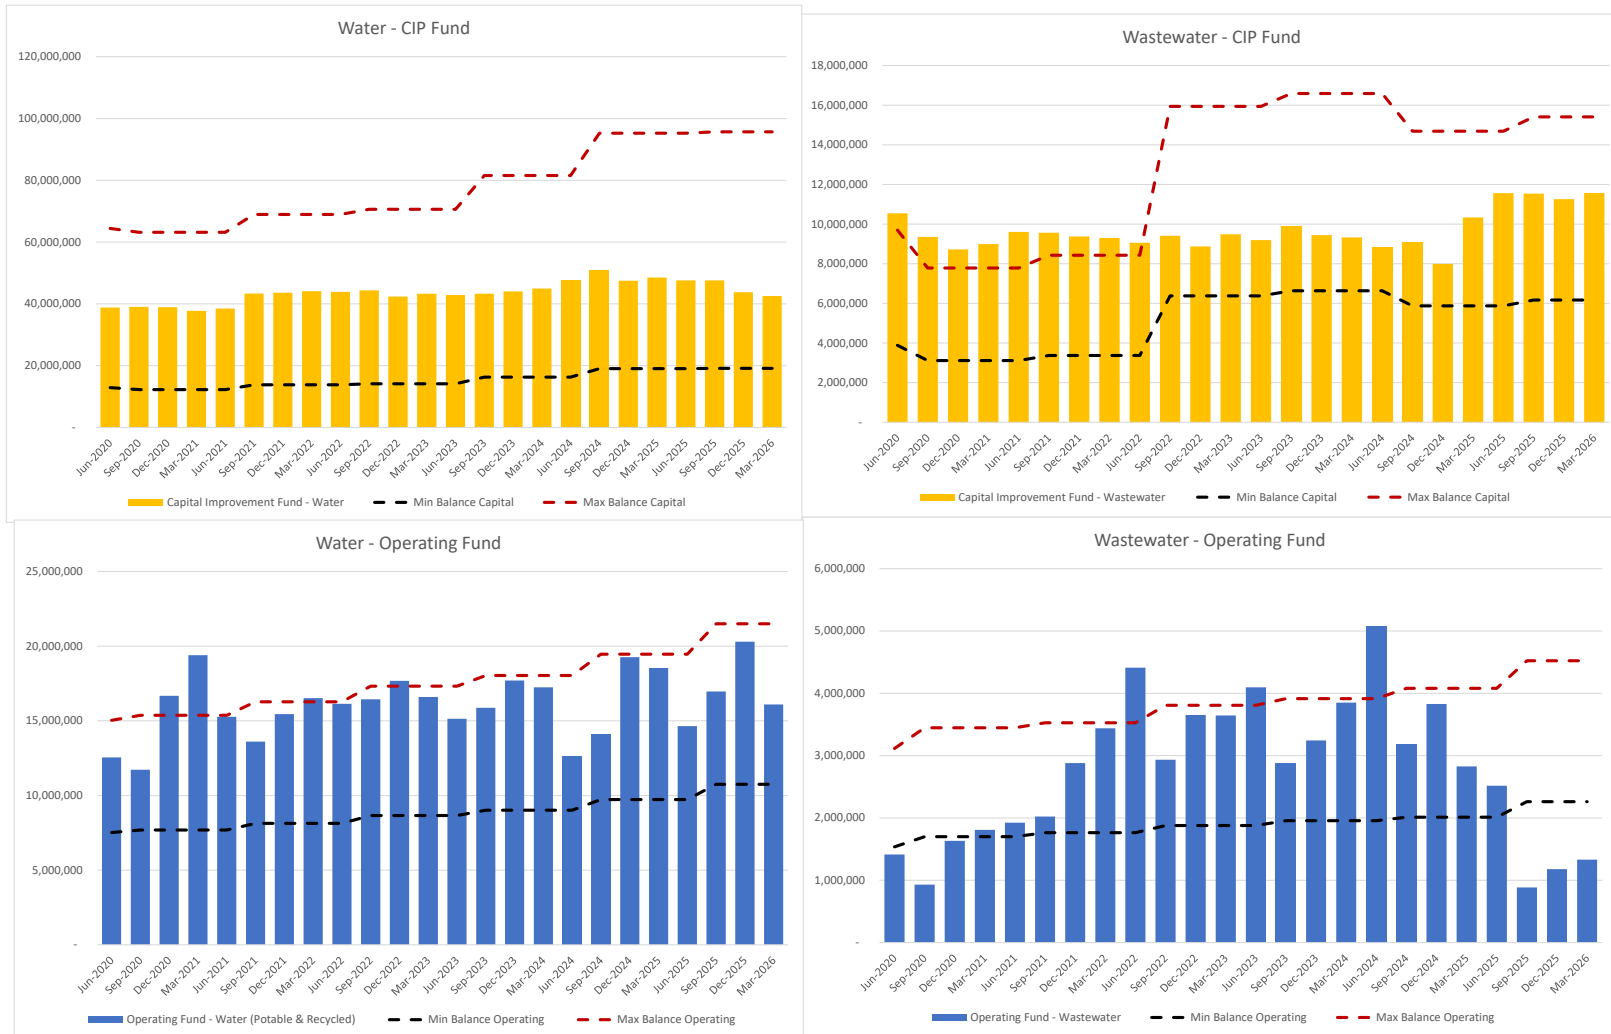 Water - CIP Fund
120,000,000
100,000,000
80,000,000
60,000,000
40,000,000
20,000,000
-
Jun-2020 Sep-2020 Dec-2020 Mar-2021 Jun-2021 Sep-2021 Dec-2021 Mar-2022 Jun-2022 Sep-2022 Dec-2022 Mar-2023 Jun-2023 Sep-2023 Dec-2023 Mar-2024 Jun-2024 Sep-2024 Dec-2024 Mar-2025 Jun-2025 Sep-2025 Dec-2025 Mar-2026
Capital Improvement Fund - Water Min Balance Capital Max Balance Capital
Wastewater - CIP Fund
18,000,000
16,000,000
14,000,000
12,000,000
10,000,000
8,000,000
6,000,000
4,000,000
2,000,000
-
Jun-2020 Sep-2020 Dec-2020 Mar-2021 Jun-2021 Sep-2021 Dec-2021 Mar-2022 Jun-2022 Sep-2022 Dec-2022 Mar-2023 Jun-2023 Sep-2023 Dec-2023 Mar-2024 Jun-2024 Sep-2024 Dec-2024 Mar-2025 Jun-2025 Sep-2025 Dec-2025 Mar-2026
Capital Improvement Fund - Wastewater Min Balance Capital Max Balance Capital
Water - Operating Fund
25,000,000
20,000,000
15,000,000
10,000,000
5,000,000
-
Jun-2020 Sep-2020 Dec-2020 Mar-2021 Jun-2021 Sep-2021 Dec-2021 Mar-2022 Jun-2022 Sep-2022 Dec-2022 Mar-2023 Jun-2023 Sep-2023 Dec-2023 Mar-2024 Jun-2024 Sep-2024 Dec-2024 Mar-2025 Jun-2025 Sep-2025 Dec-2025 Mar-2026
Operating Fund - Water (Potable & Recycled) Min Balance Operating Max Balance Operating
Wastewater - Operating Fund
6,000,000
5,000,000
4,000,000
3,000,000
2,000,000
1,000,000
-
Jun-2020 Sep-2020 Dec-2020 Mar-2021 Jun-2021 Sep-2021 Dec-2021 Mar-2022 Jun-2022 Sep-2022 Dec-2022 Mar-2023 Jun-2023 Sep-2023 Dec-2023 Mar-2024 Jun-2024 Sep-2024 Dec-2024 Mar-2025 Jun-2025 Sep-2025 Dec-2025 Mar-2026
Operating Fund - Wastewater Min Balance Operating Max Balance Operating